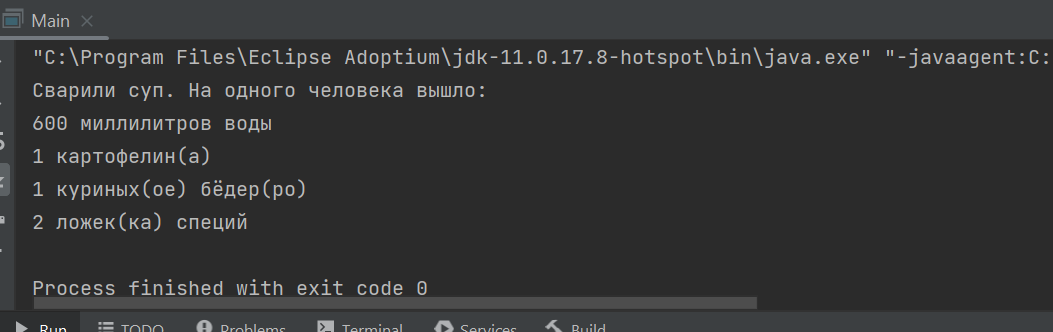 Main
"C:\Program Files\Eclipse Adoptium\jdk-11.0.17.8-hotspot\bin\java.exe" "-javaagent:C:
Сварили суп. На одного человека вышло:
600 миллилитров воды
1 картофелин(а)
1 куриных(ое) бёдер(ро)
2 ложек(ка) специй
Process finished with exit code 0
Run TODO Problems Terminal Services Build